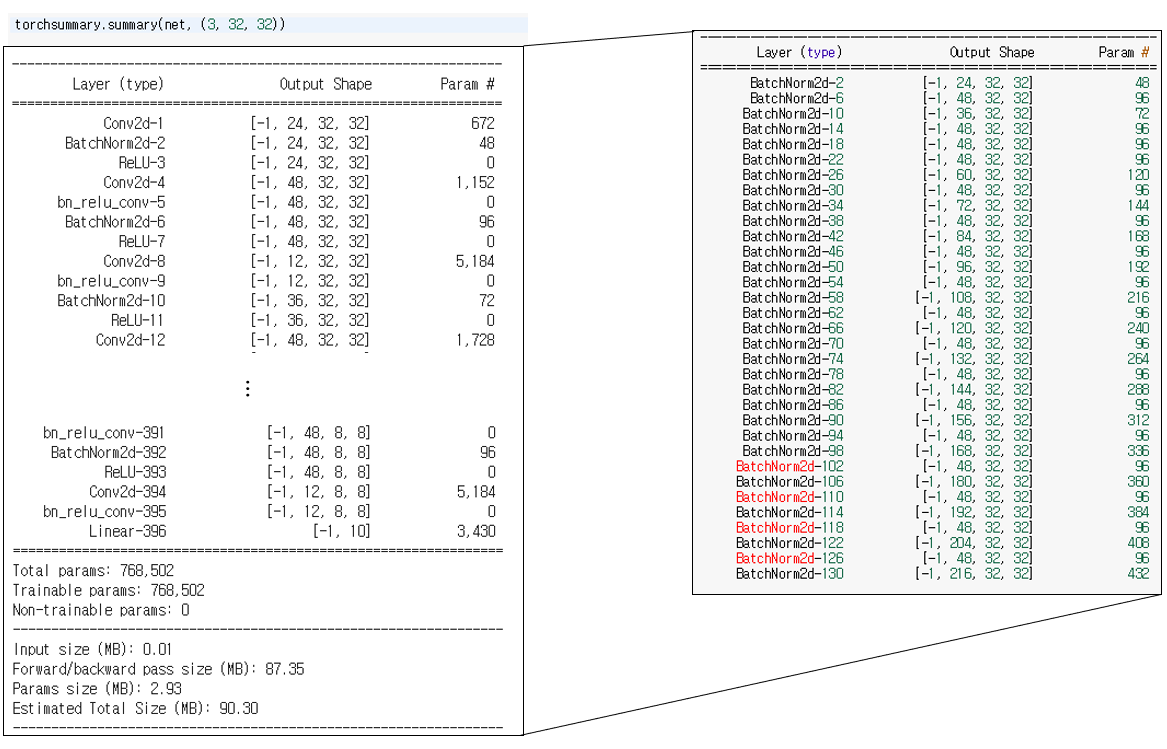 torchsummary.summary(net, (3, 32, 32))
----------------------------------------------------------------
Layer (type) Output Shape Param #
================================================================
Conv2d-1 [-1, 24, 32, 32] 672
BatchNorm2d-2 [-1, 24, 32, 32] 48
ReLU-3 [-1, 24, 32, 32] 0
Conv2d-4 [-1, 48, 32, 32] 1,152
bn_relu_conv-5 [-1, 48, 32, 32] 0
BatchNorm2d-6 [-1, 48, 32, 32] 96
ReLU-7 [-1, 48, 32, 32] 0
Conv2d-8 [-1, 12, 32, 32] 5,184
bn_relu_conv-9 [-1, 12, 32, 32] 0
BatchNorm2d-10 [-1, 36, 32, 32] 72
ReLU-11 [-1, 36, 32, 32] 0
Conv2d-12 [-1, 48, 32, 32] 1,728
⋮
bn_relu_conv-391 [-1, 48, 8, 8] 0
BatchNorm2d-392 [-1, 48, 8, 8] 96
ReLU-393 [-1, 48, 8, 8] 0
Conv2d-394 [-1, 12, 8, 8] 5,184
bn_relu_conv-395 [-1, 12, 8, 8] 0
Linear-396 [-1, 10] 3,430
================================================================
Total params: 768,502
Trainable params: 768,502
Non-trainable params: 0
----------------------------------------------------------------
Input size (MB): 0.01
Forward/backward pass size (MB): 87.35
Params size (MB): 2.93
Estimated Total Size (MB): 90.30
----------------------------------------------------------------
----------------------------------------------------------------
Layer (type) Output Shape Param #
================================================================
BatchNorm2d-2 [-1, 24, 32, 32] 48
BatchNorm2d-6 [-1, 48, 32, 32] 96
BatchNorm2d-10 [-1, 36, 32, 32] 72
BatchNorm2d-14 [-1, 48, 32, 32] 96
BatchNorm2d-18 [-1, 48, 32, 32] 96
BatchNorm2d-22 [-1, 48, 32, 32] 96
BatchNorm2d-26 [-1, 60, 32, 32] 120
BatchNorm2d-30 [-1, 48, 32, 32] 96
BatchNorm2d-34 [-1, 72, 32, 32] 144
BatchNorm2d-38 [-1, 48, 32, 32] 96
BatchNorm2d-42 [-1, 84, 32, 32] 168
BatchNorm2d-46 [-1, 48, 32, 32] 96
BatchNorm2d-50 [-1, 96, 32, 32] 192
BatchNorm2d-54 [-1, 48, 32, 32] 96
BatchNorm2d-58 [-1, 108, 32, 32] 216
BatchNorm2d-62 [-1, 48, 32, 32] 96
BatchNorm2d-66 [-1, 120, 32, 32] 240
BatchNorm2d-70 [-1, 48, 32, 32] 96
BatchNorm2d-74 [-1, 132, 32, 32] 264
BatchNorm2d-78 [-1, 48, 32, 32] 96
BatchNorm2d-82 [-1, 144, 32, 32] 288
BatchNorm2d-86 [-1, 48, 32, 32] 96
BatchNorm2d-90 [-1, 156, 32, 32] 312
BatchNorm2d-94 [-1, 48, 32, 32] 96
BatchNorm2d-98 [-1, 168, 32, 32] 336
BatchNorm2d-102 [-1, 48, 32, 32] 96
BatchNorm2d-106 [-1, 180, 32, 32] 360
BatchNorm2d-110 [-1, 48, 32, 32] 96
BatchNorm2d-114 [-1, 192, 32, 32] 384
BatchNorm2d-118 [-1, 48, 32, 32] 96
BatchNorm2d-122 [-1, 204, 32, 32] 408
BatchNorm2d-126 [-1, 48, 32, 32] 96
BatchNorm2d-130 [-1, 216, 32, 32] 432